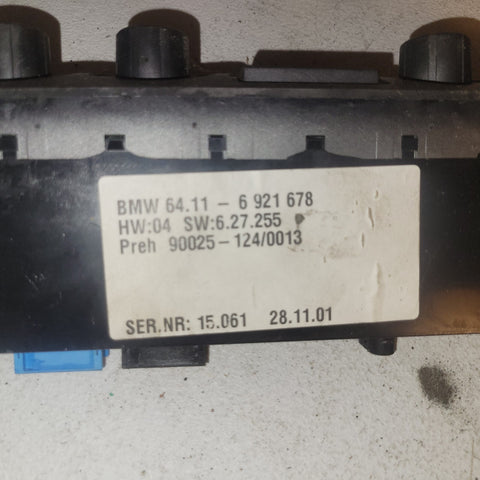 BMW 64.11 - 6 921 678
HW:04 SW:6.27.255
Preh 90025-124/0013
SER.NR: 15.061 28.11.01